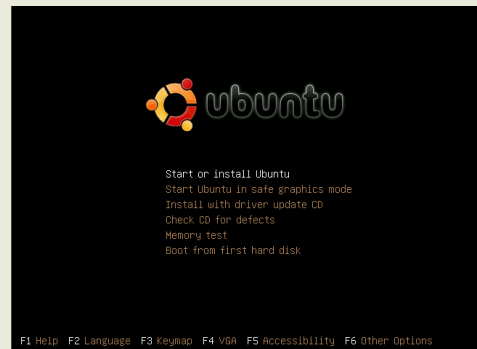 ubuntu
Start or install Ubuntu
Start Ubuntu in safe graphics mode
Install with driver update CD
Check CD for defects
Memory test
Boot from first hard disk
F1 Help F2 Language F3 Keymap F4 VGA F5 Accessibility F6 Other Options